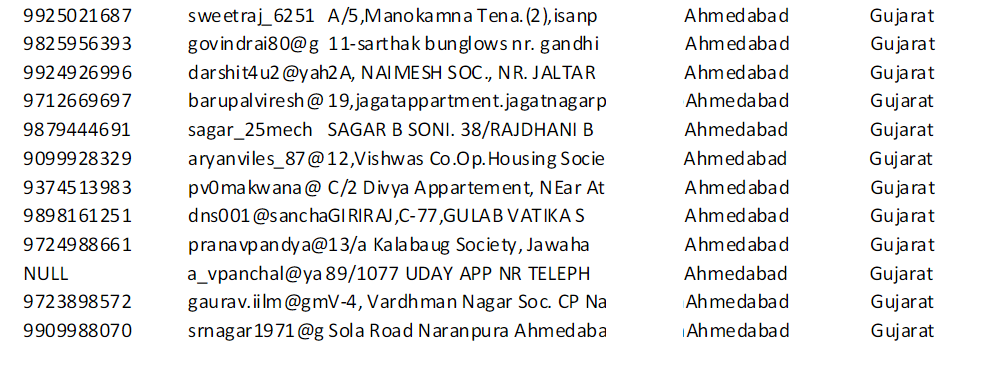 9925021687 sweetraj_6251 A/5,Manokamna Tena.(2),isanp Ahmedabad Gujarat
9825956393 govindrai80@g 11-sarthak bunglows nr. gandhi Ahmedabad Gujarat
9924926996 darshit4u2@yah2A, NAIMESH SOC., NR. JALTAR Ahmedabad Gujarat
9712669697 barupalviresh@ 19,jagatappartment.jagatnagarp Ahmedabad Gujarat
9879444691 sagar_25mech SAGAR B SONI. 38/RAJDHANI B Ahmedabad Gujarat
9099928329 aryanviles_87@ 12,Vishwas Co.Op.Housing Socie Ahmedabad Gujarat
9374513983 pv0makwana@ C/2 Divya Appartement, NEar At Ahmedabad Gujarat
9898161251 dns001@sanchaGIRIRAJ,C-77,GULAB VATIKA S Ahmedabad Gujarat
9724988661 pranavpandya@13/a Kalabaug Society, Jawaha Ahmedabad Gujarat
NULL a_vpanchal@ya 89/1077 UDAY APP NR TELEPH Ahmedabad Gujarat
9723898572 gaurav.iilm@gmV-4, Vardhman Nagar Soc. CP Na Ahmedabad Gujarat
9909988070 srnagar1971@g Sola Road Naranpura Ahmedaba Ahmedabad Gujarat